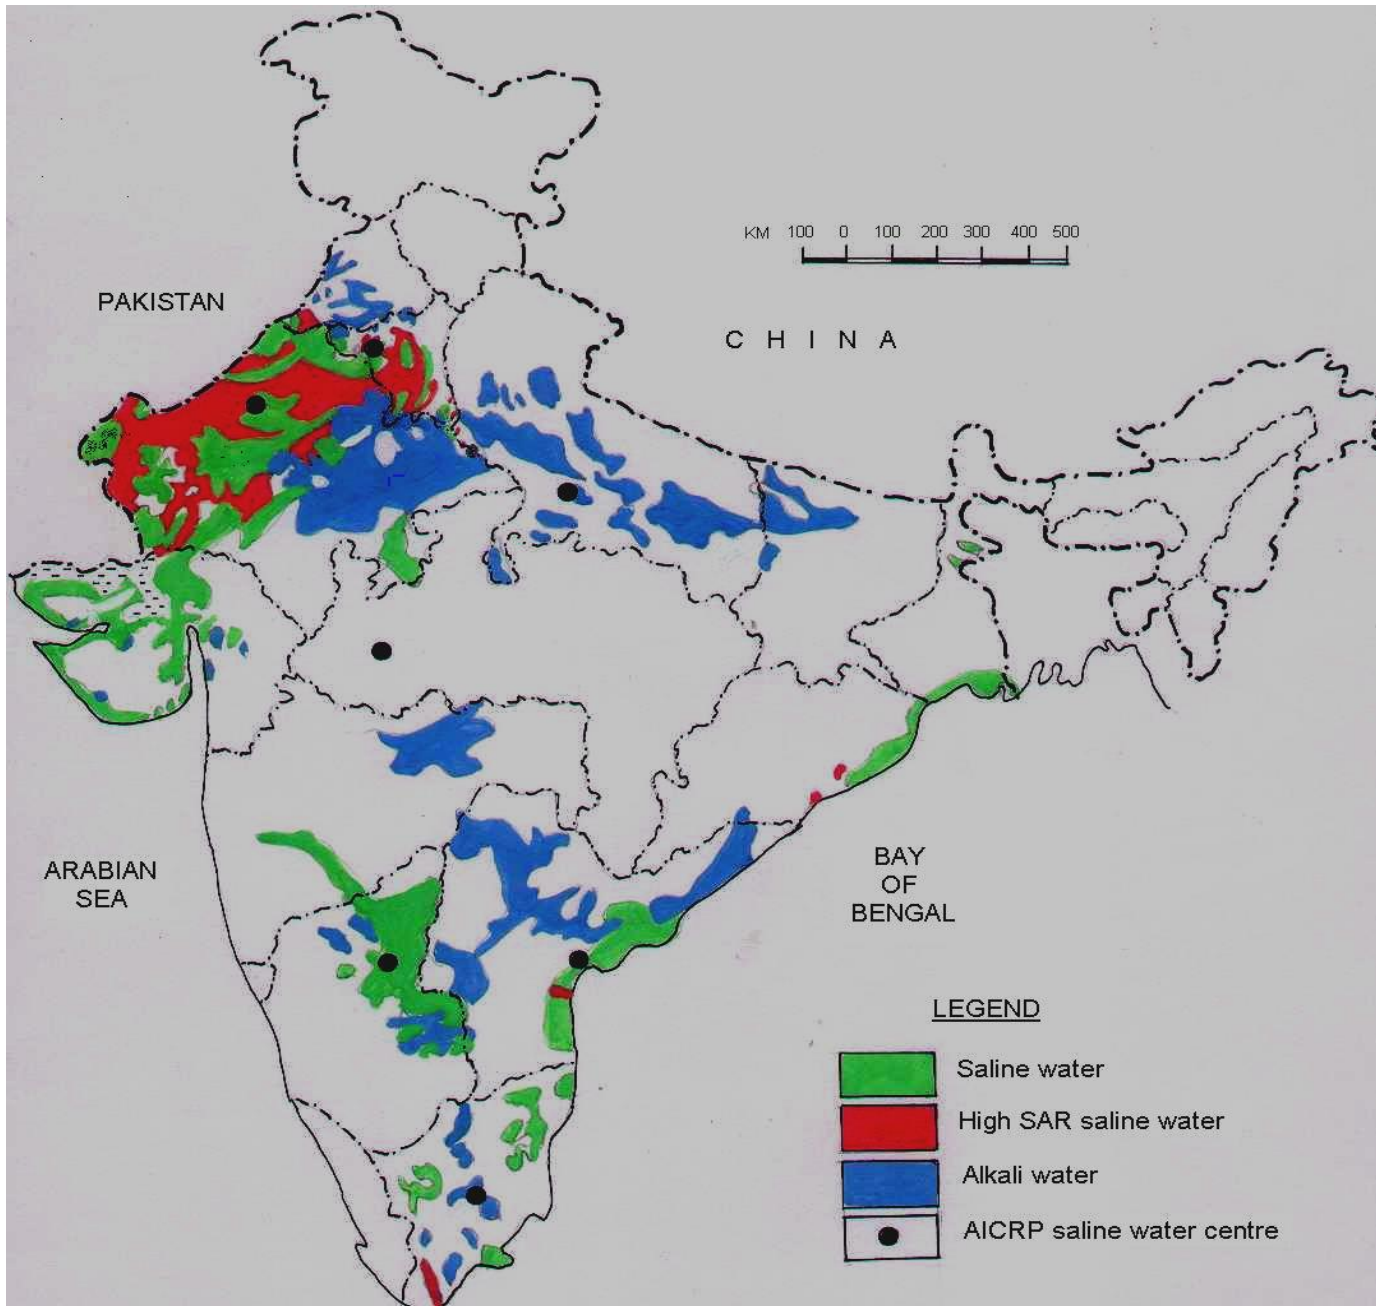 KM 100 0 100 200 300 400 500
PAKISTAN
C H I N A
ARABIAN
SEA
BAY
OF
BENGAL
LEGEND
Saline water
High SAR saline water
Alkali water
AICRP saline water centre